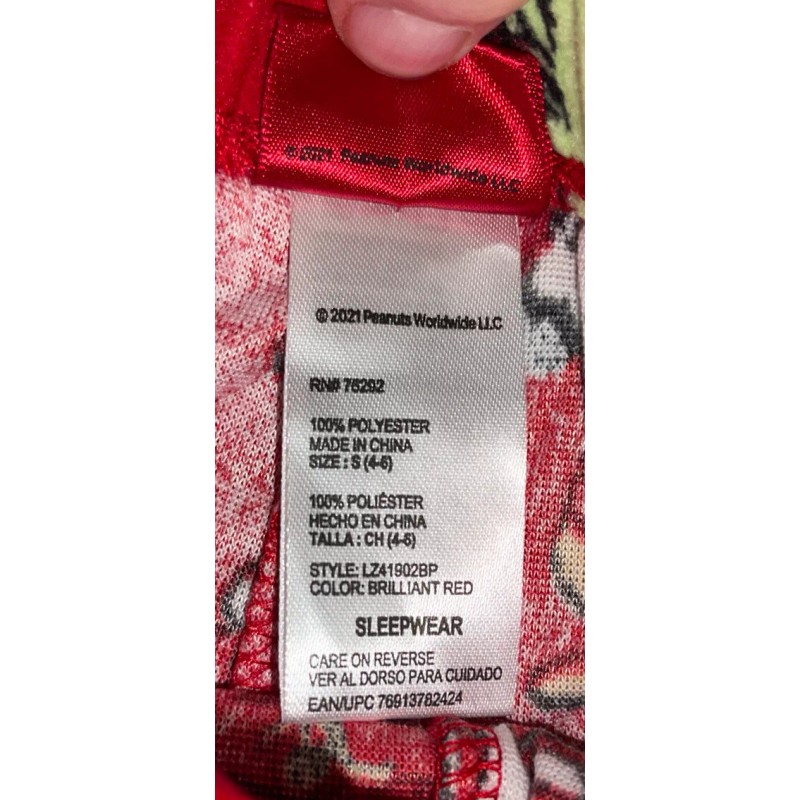 © 2021 Peanuts Worldwide LLC
© 2021 Peanuts Worldwide LLC
RN# 76292
100% POLYESTER
MADE IN CHINA
SIZE : S (4-5)
100% POLIÉSTER
HECHO EN CHINA
TALLA : CH (4-5)
STYLE: LZ41902BP
COLOR: BRILLIANT RED
SLEEPWEAR
CARE ON REVERSE
VER AL DORSO PARA CUIDADO
EAN/UPC 76913782424